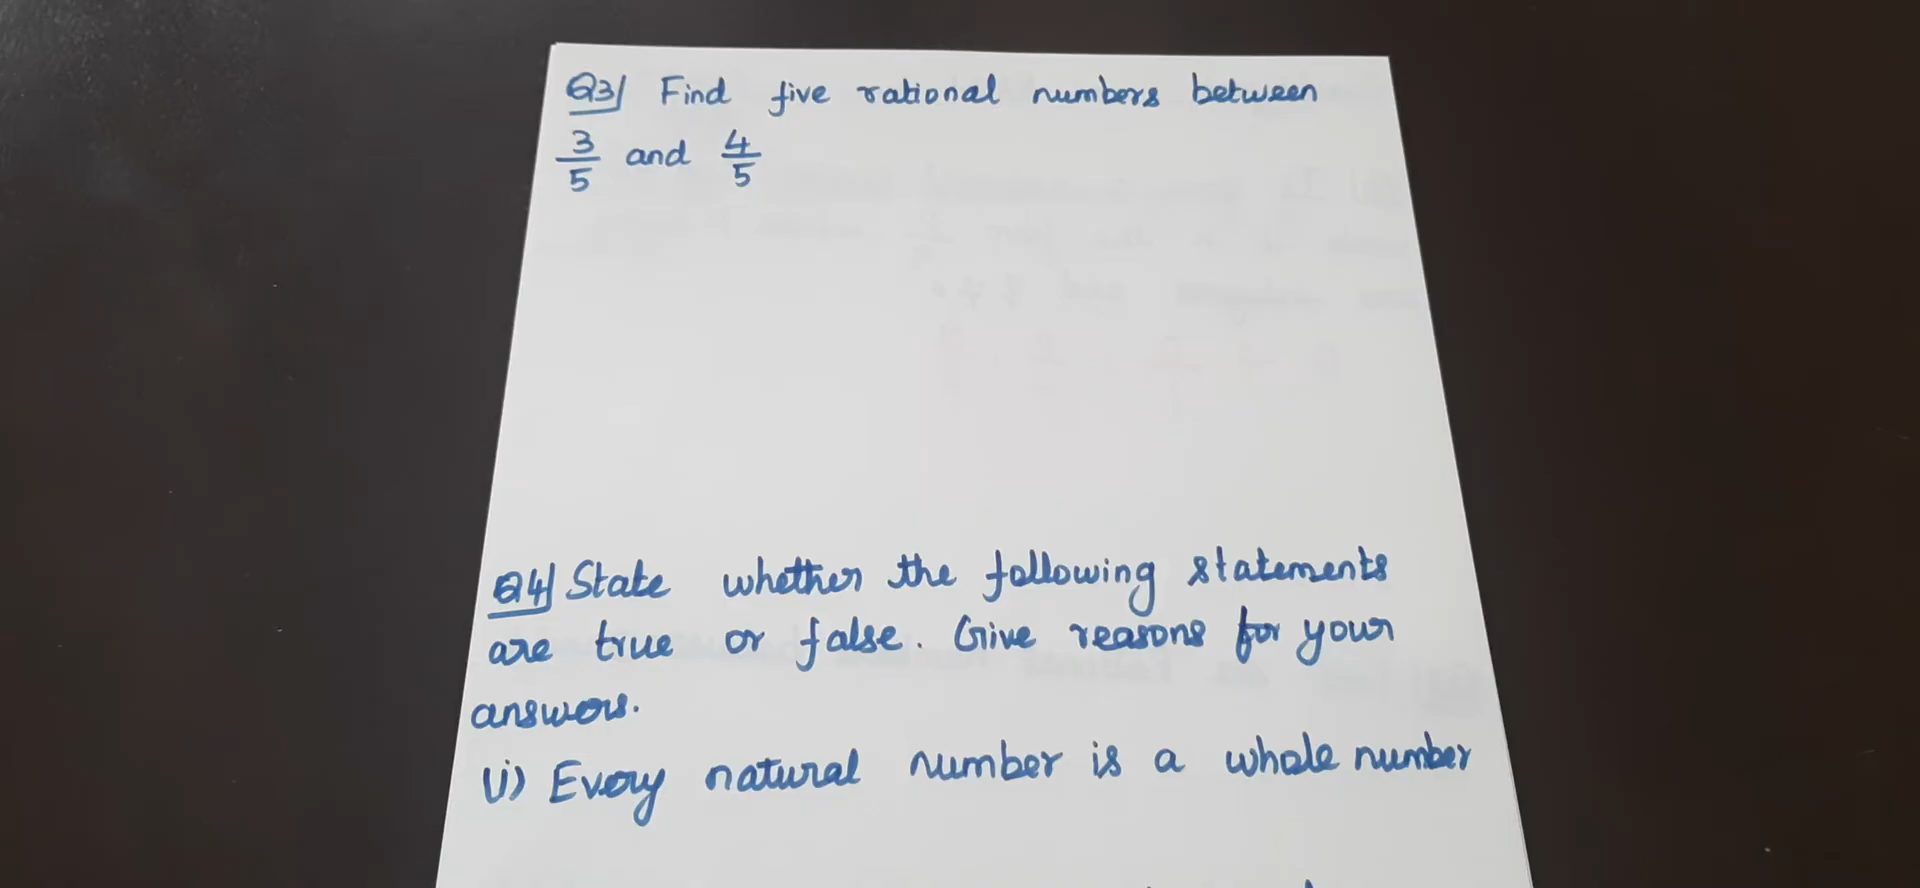 Q3) Find five rational numbers between
3/5 and 4/5
Q4) State whether the following statements
are true or false. Give reasons for your
answers.
(i) Every natural number is a whole number